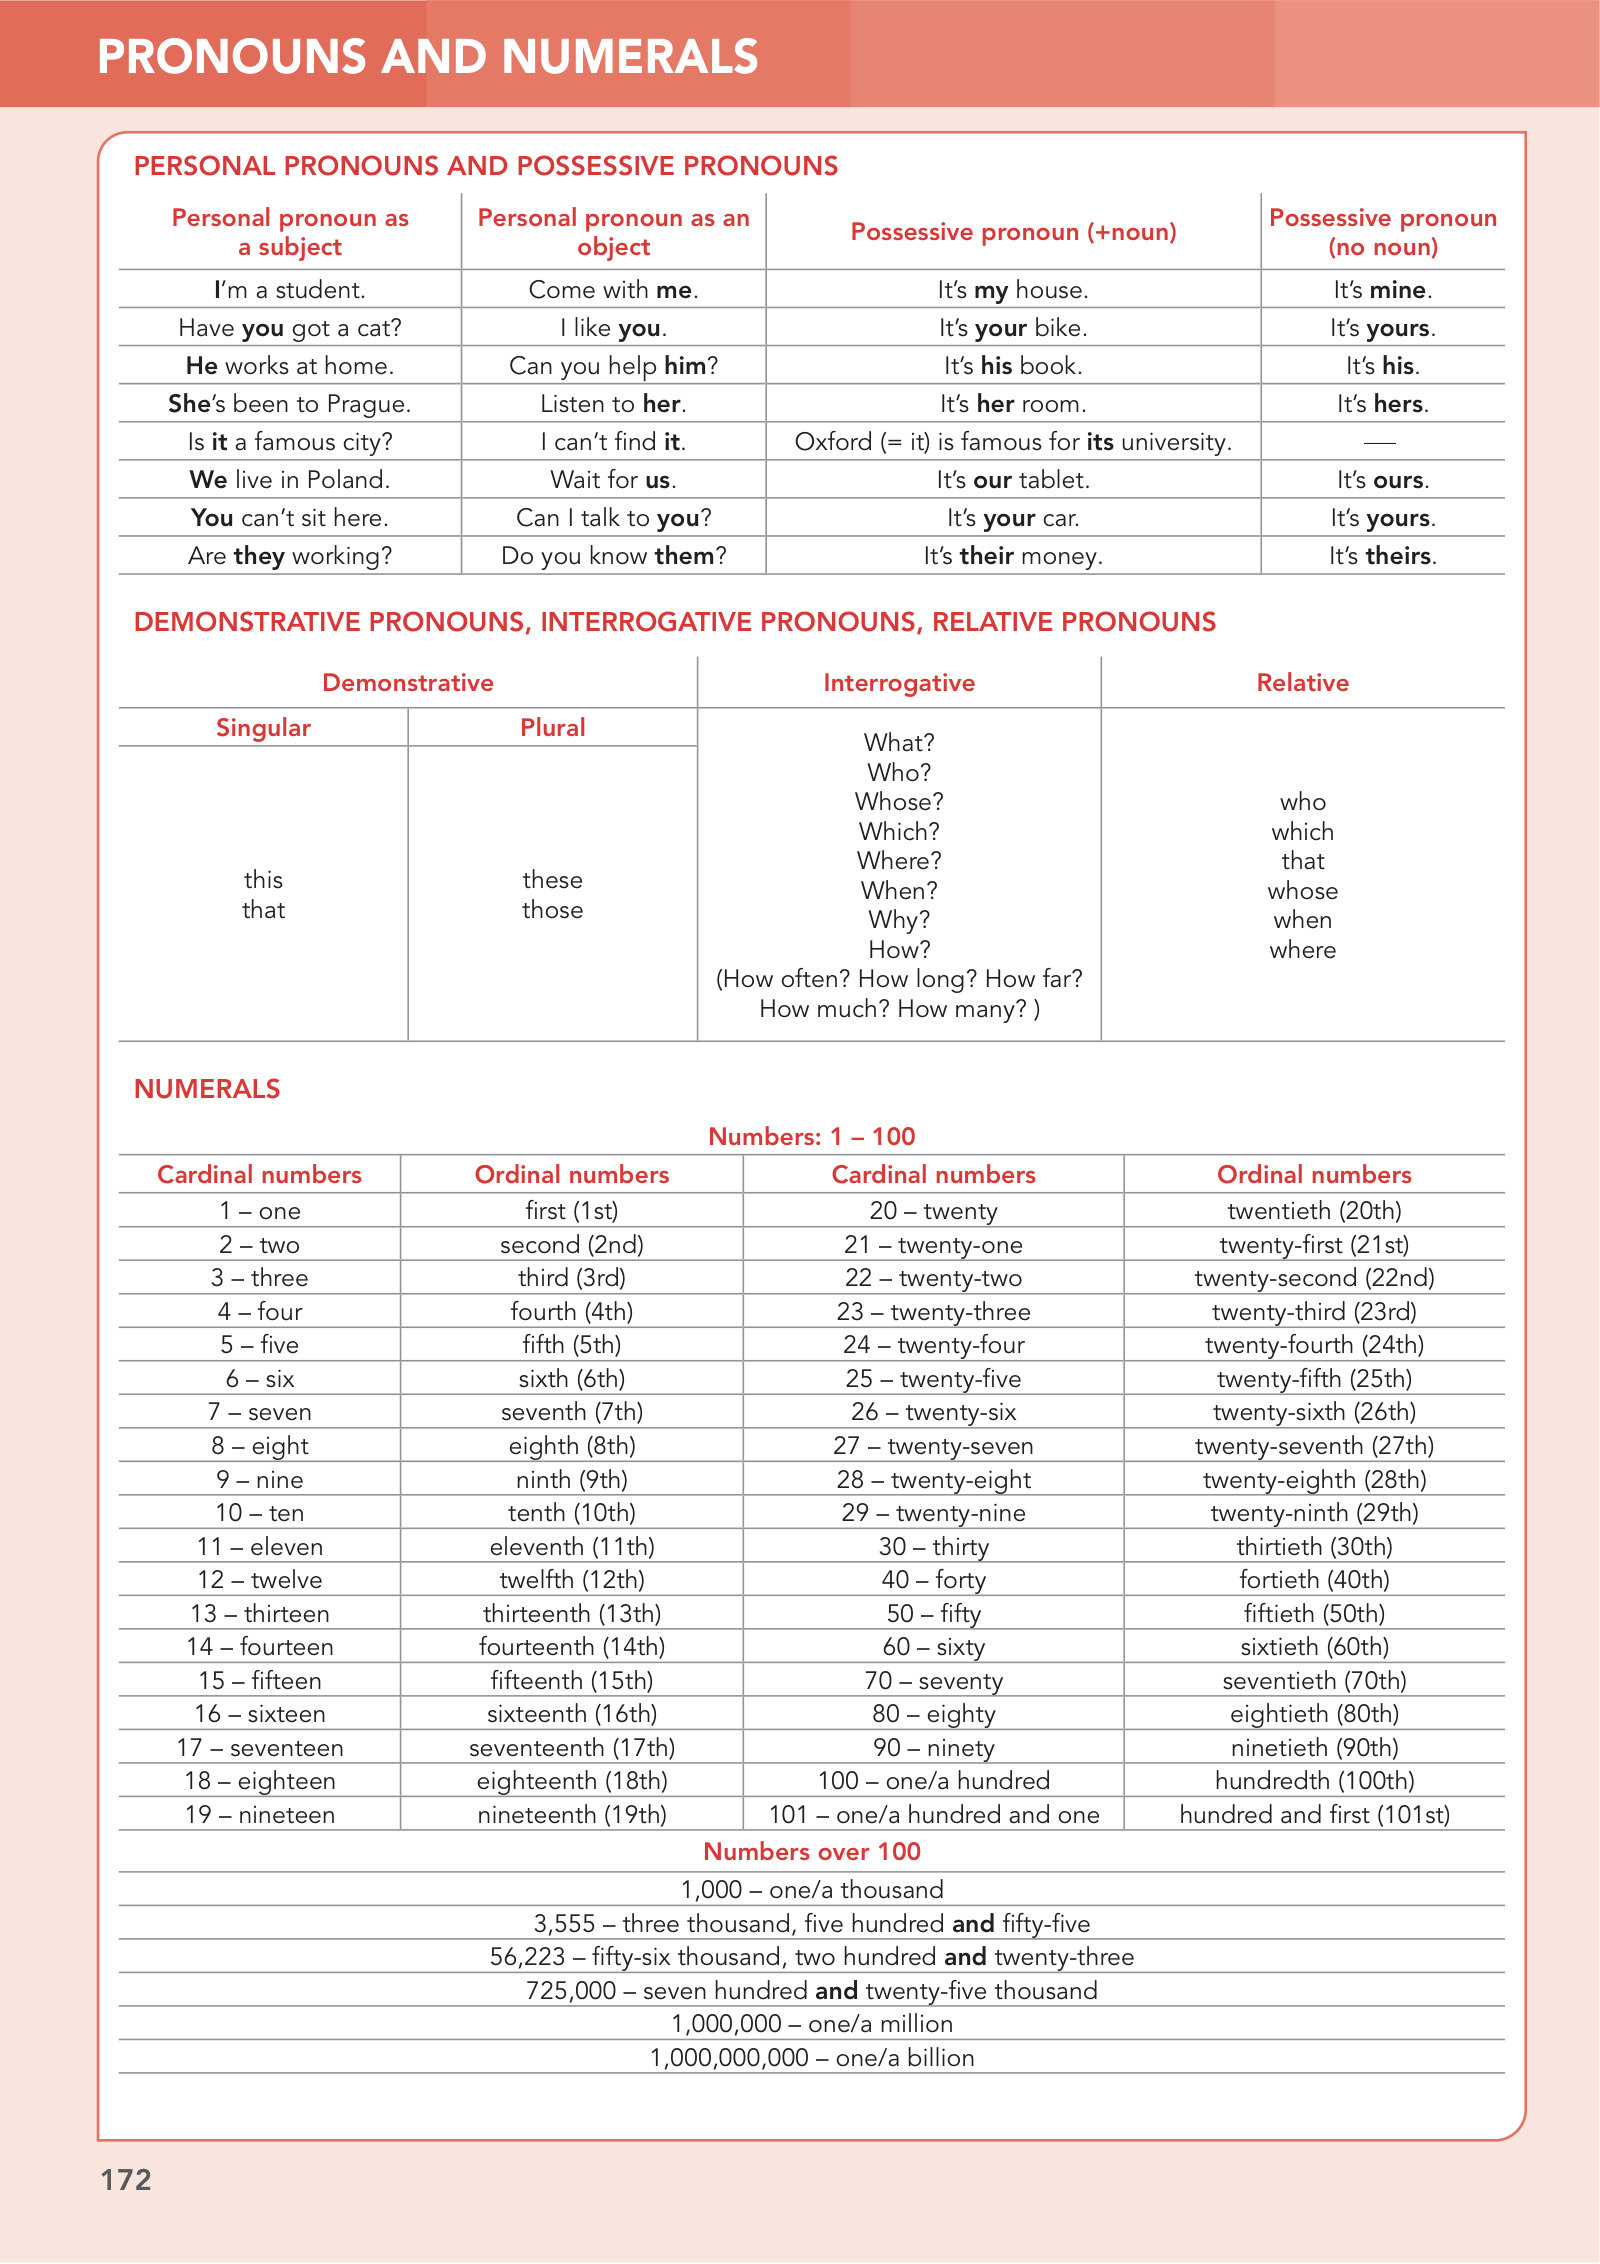 PRONOUNS AND NUMERALS
PERSONAL PRONOUNS AND POSSESSIVE PRONOUNS
Personal pronoun as a subject | Personal pronoun as an object | Possessive pronoun (+noun) | Possessive pronoun (no noun)
I’m a student. | Come with me. | It’s my house. | It’s mine.
Have you got a cat? | I like you. | It’s your bike. | It’s yours.
He works at home. | Can you help him? | It’s his book. | It’s his.
She’s been to Prague. | Listen to her. | It’s her room. | It’s hers.
Is it a famous city? | I can’t find it. | Oxford (= it) is famous for its university. | —
We live in Poland. | Wait for us. | It’s our tablet. | It’s ours.
You can’t sit here. | Can I talk to you? | It’s your car. | It’s yours.
Are they working? | Do you know them? | It’s their money. | It’s theirs.
DEMONSTRATIVE PRONOUNS, INTERROGATIVE PRONOUNS, RELATIVE PRONOUNS
Demonstrative | Interrogative | Relative
Singular | Plural
this
that
these
those
What?
Who?
Whose?
Which?
Where?
When?
Why?
How?
(How often? How long? How far?
How much? How many? )
who
which
that
whose
when
where
NUMERALS
Numbers: 1 – 100
Cardinal numbers | Ordinal numbers | Cardinal numbers | Ordinal numbers
1 – one | first (1st) | 20 – twenty | twentieth (20th)
2 – two | second (2nd) | 21 – twenty-one | twenty-first (21st)
3 – three | third (3rd) | 22 – twenty-two | twenty-second (22nd)
4 – four | fourth (4th) | 23 – twenty-three | twenty-third (23rd)
5 – five | fifth (5th) | 24 – twenty-four | twenty-fourth (24th)
6 – six | sixth (6th) | 25 – twenty-five | twenty-fifth (25th)
7 – seven | seventh (7th) | 26 – twenty-six | twenty-sixth (26th)
8 – eight | eighth (8th) | 27 – twenty-seven | twenty-seventh (27th)
9 – nine | ninth (9th) | 28 – twenty-eight | twenty-eighth (28th)
10 – ten | tenth (10th) | 29 – twenty-nine | twenty-ninth (29th)
11 – eleven | eleventh (11th) | 30 – thirty | thirtieth (30th)
12 – twelve | twelfth (12th) | 40 – forty | fortieth (40th)
13 – thirteen | thirteenth (13th) | 50 – fifty | fiftieth (50th)
14 – fourteen | fourteenth (14th) | 60 – sixty | sixtieth (60th)
15 – fifteen | fifteenth (15th) | 70 – seventy | seventieth (70th)
16 – sixteen | sixteenth (16th) | 80 – eighty | eightieth (80th)
17 – seventeen | seventeenth (17th) | 90 – ninety | ninetieth (90th)
18 – eighteen | eighteenth (18th) | 100 – one/a hundred | hundredth (100th)
19 – nineteen | nineteenth (19th) | 101 – one/a hundred and one | hundred and first (101st)
Numbers over 100
1,000 – one/a thousand
3,555 – three thousand, five hundred and fifty-five
56,223 – fifty-six thousand, two hundred and twenty-three
725,000 – seven hundred and twenty-five thousand
1,000,000 – one/a million
1,000,000,000 – one/a billion
172